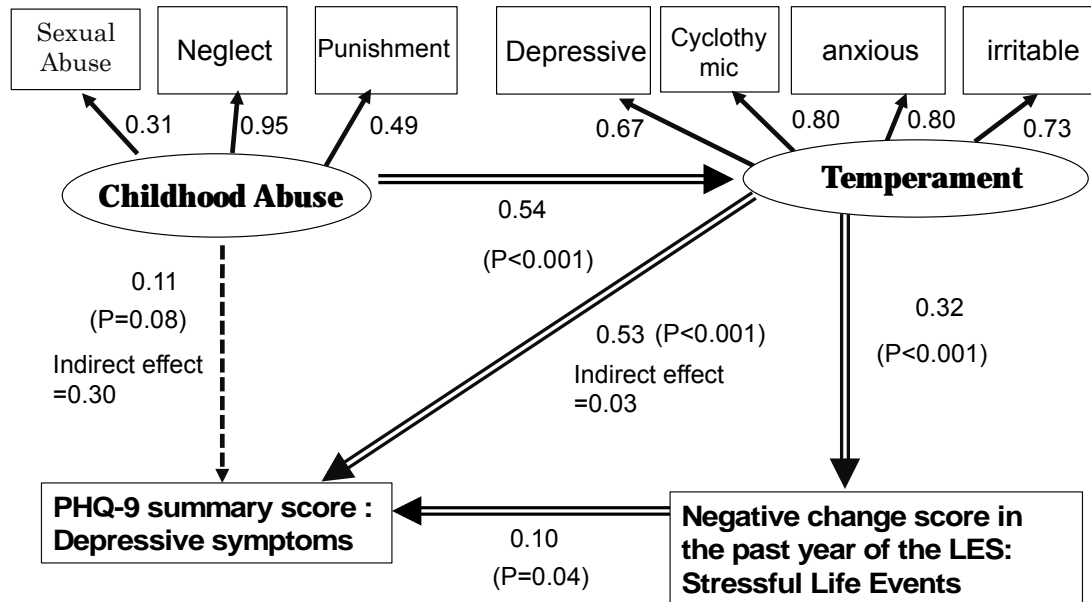 Sexual
Abuse
Neglect
Punishment
Depressive
Cyclothy
mic
anxious
irritable
0.31
0.95
0.49
0.67
0.80
0.80
0.73
Childhood Abuse
Temperament
0.54
(P<0.001)
0.11
(P=0.08)
Indirect effect
=0.30
0.53 (P<0.001)
Indirect effect
=0.03
0.32
(P<0.001)
PHQ-9 summary score :
Depressive symptoms
0.10
(P=0.04)
Negative change score in
the past year of the LES:
Stressful Life Events